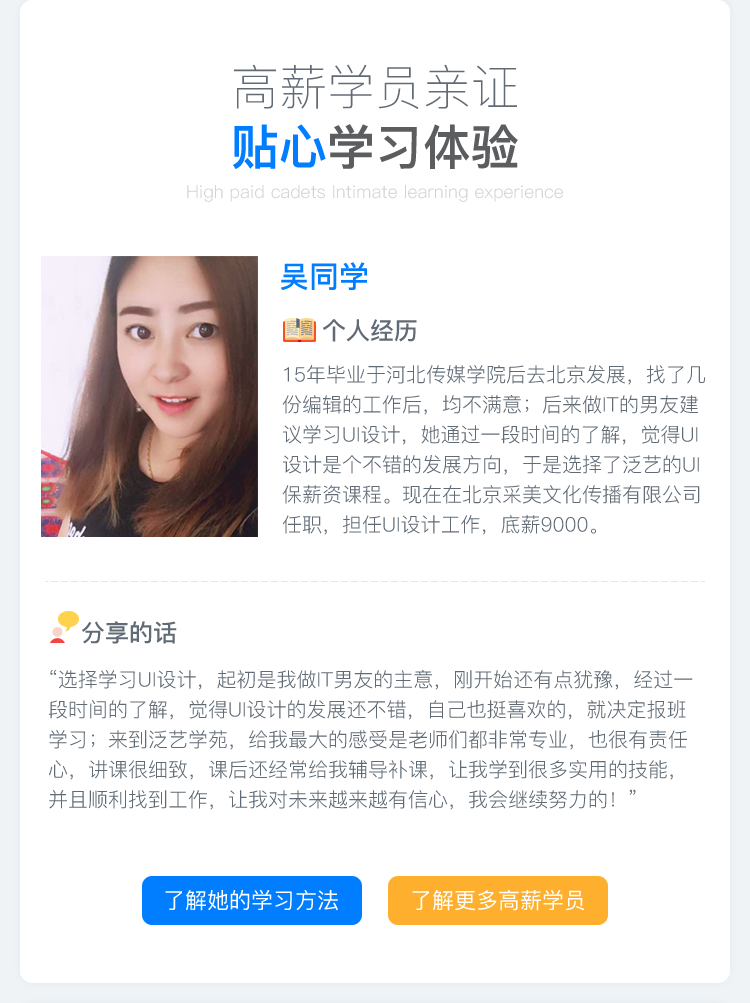 高薪学员亲证
贴心学习体验
High paid cadets Intimate learning experience
吴同学
个人经历
15年毕业于河北传媒学院后去北京发展，找了几
份编辑的工作后，均不满意；后来做IT的男友建
议学习UI设计，她通过一段时间的了解，觉得UI
设计是个不错的发展方向，于是选择了泛艺的UI
保薪资课程。现在在北京采美文化传播有限公司
任职，担任UI设计工作，底薪9000。
分享的话
“选择学习UI设计，起初是我做IT男友的主意，刚开始还有点犹豫，经过一
段时间的了解，觉得UI设计的发展还不错，自己也挺喜欢的，就决定报班
学习；来到泛艺学苑，给我最大的感受是老师们都非常专业，也很有责任
心，讲课很细致，课后还经常给我辅导补课，让我学到很多实用的技能，
并且顺利找到工作，让我对未来越来越有信心，我会继续努力的！”
了解她的学习方法
了解更多高薪学员